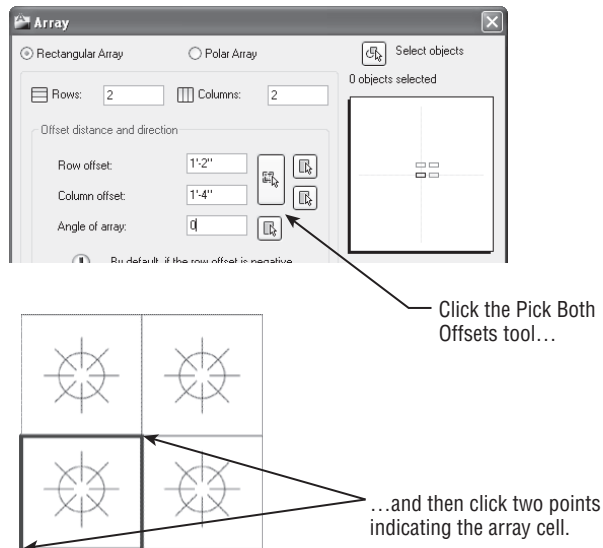 Array
Rectangular Array
Polar Array
Select objects
0 objects selected
Rows: 2
Columns: 2
Offset distance and direction
Row offset: 1'-2"
Column offset: 1'-4"
Angle of array: 0
By default, if the row offset is negative
Click the Pick Both
Offsets tool…
…and then click two points
indicating the array cell.